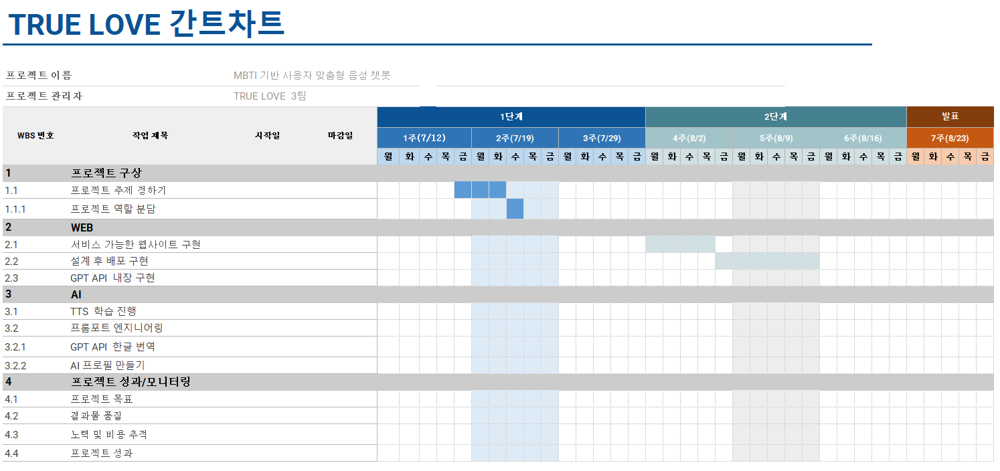 TRUE LOVE 간트차트
프로젝트 이름 MBTI 기반 사용자 맞춤형 음성 챗봇
프로젝트 관리자 TRUE LOVE 3팀
1단계 2단계 발표
WBS 번호 작업 제목 시작일 마감일
1주(7/12) 2주(7/19) 3주(7/29) 4주(8/2) 5주(8/9) 6주(8/16) 7주(8/23)
월 화 수 목 금 월 화 수 목 금 월 화 수 목 금 월 화 수 목 금 월 화 수 목 금 월 화 수 목 금 월 화 수 목 금
1 프로젝트 구상
1.1 프로젝트 주제 정하기
1.1.1 프로젝트 역할 분담
2 WEB
2.1 서비스 가능한 웹사이트 구현
2.2 설계 후 배포 구현
2.3 GPT API 내장 구현
3 AI
3.1 TTS 학습 진행
3.2 프롬포트 엔지니어링
3.2.1 GPT API 한글 번역
3.2.2 AI 프로필 만들기
4 프로젝트 성과/모니터링
4.1 프로젝트 목표
4.2 결과물 품질
4.3 노력 및 비용 추적
4.4 프로젝트 성과